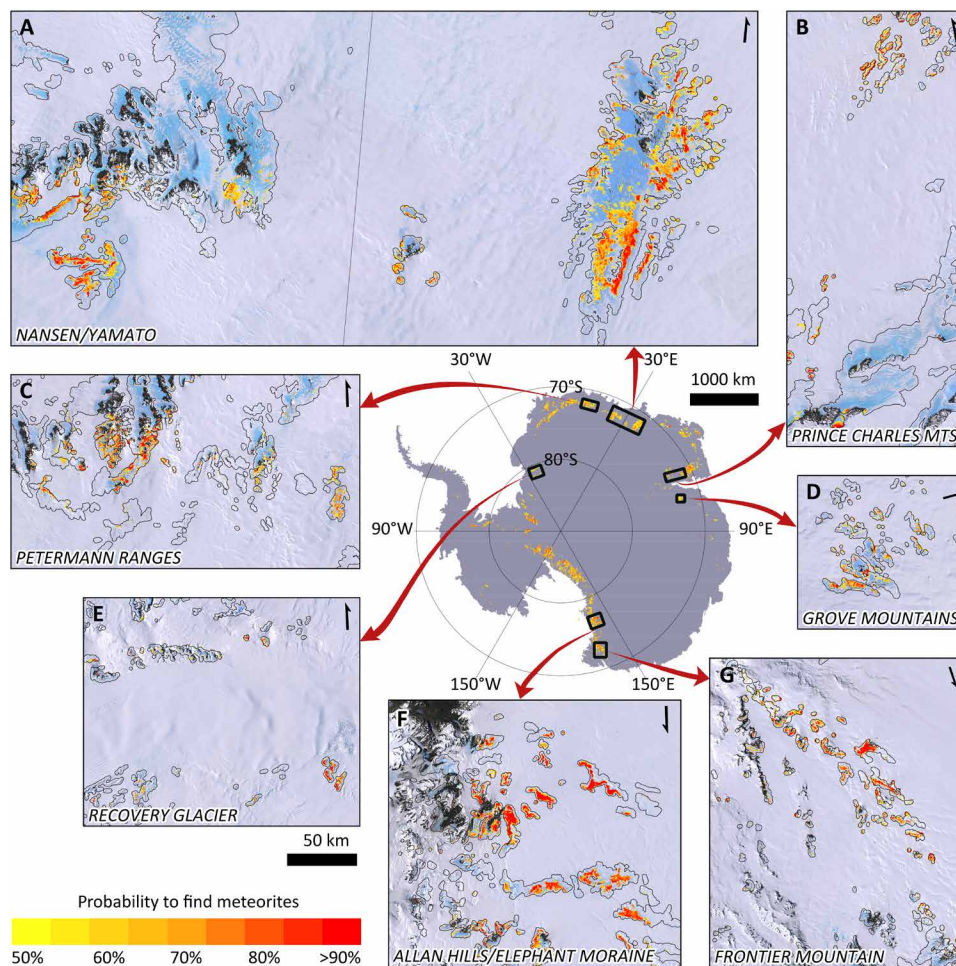 A
NANSEN/YAMATO
B
PRINCE CHARLES MTS
C
PETERMANN RANGES
30°W
30°E
70°S
1000 km
80°S
90°W
90°E
150°W
150°E
D
GROVE MOUNTAINS
E
RECOVERY GLACIER
50 km
F
ALLAN HILLS/ELEPHANT MORAINE
G
FRONTIER MOUNTAIN
Probability to find meteorites
50% 60% 70% 80% >90%